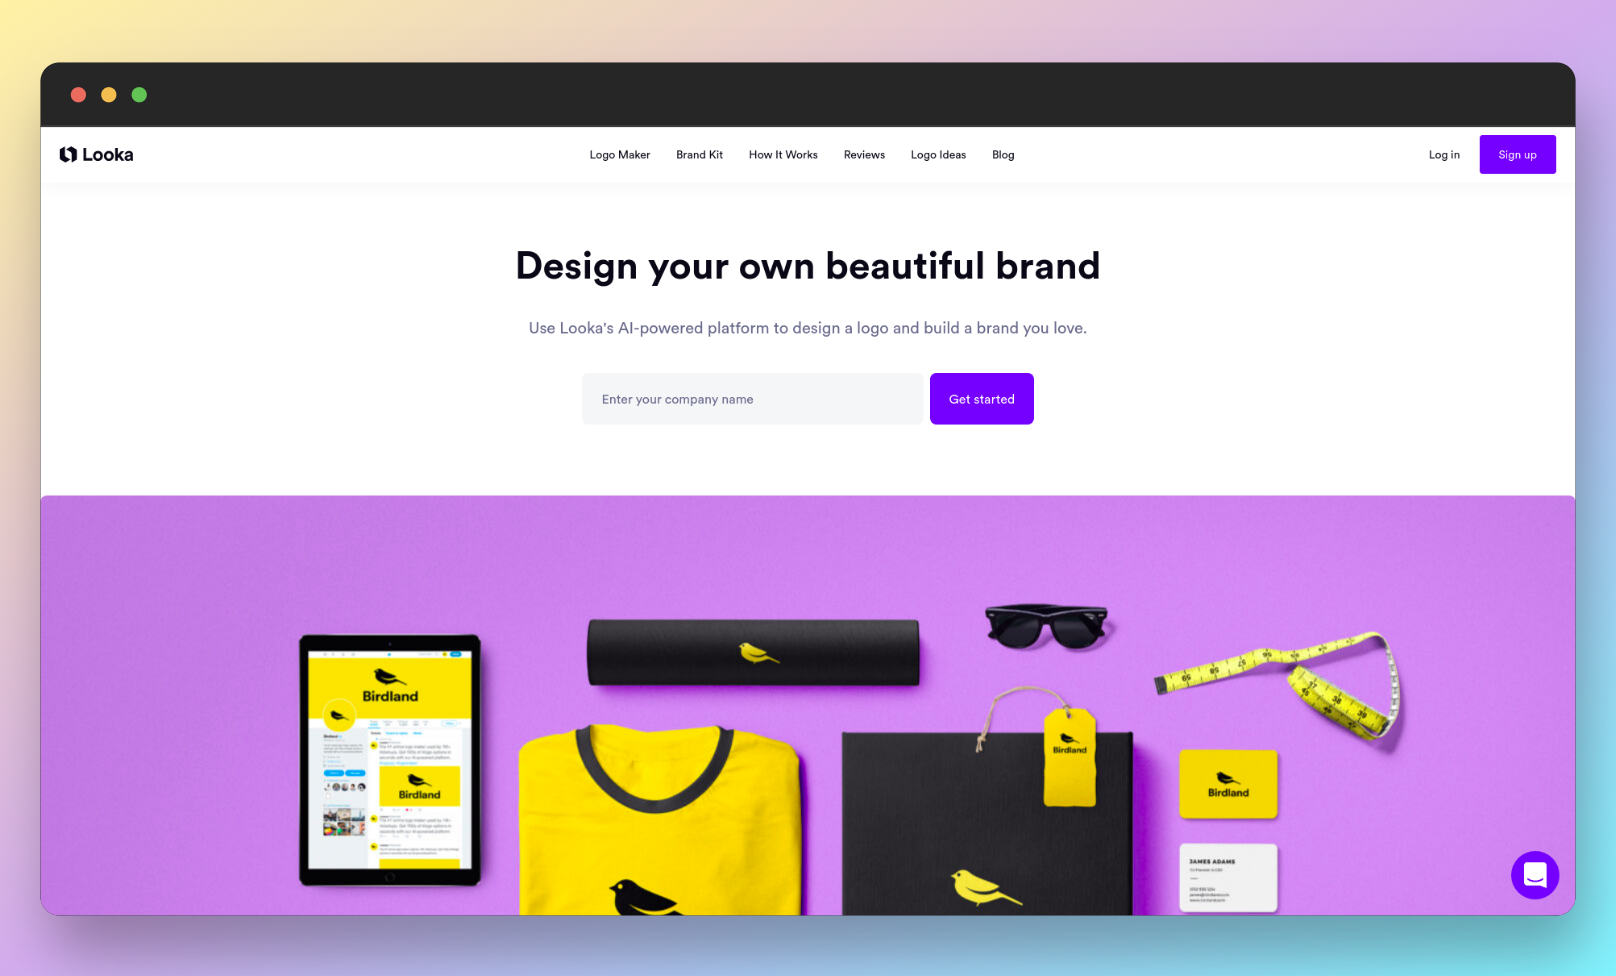 Looka
Logo Maker
Brand Kit
How It Works
Reviews
Logo Ideas
Blog
Log in
Sign up
Design your own beautiful brand
Use Looka's AI-powered platform to design a logo and build a brand you love.
Enter your company name
Get started
Birdland
Birdland
Birdland
Birdland
JAMES ADAMS